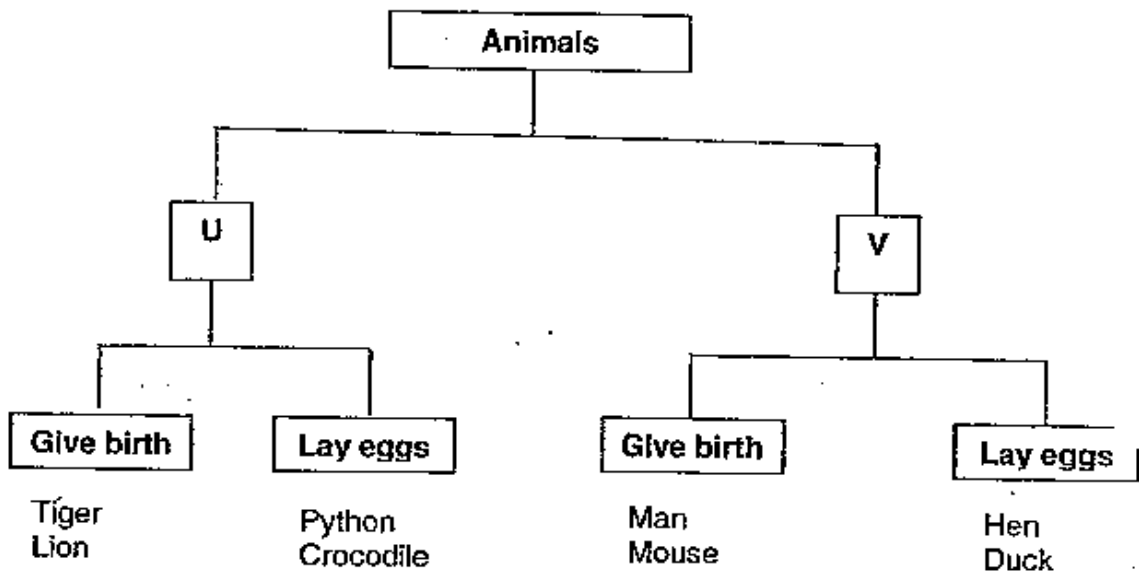 Animals
U
V
Give birth
Lay eggs
Give birth
Lay eggs
Tiger
Lion
Python
Crocodile
Man
Mouse
Hen
Duck